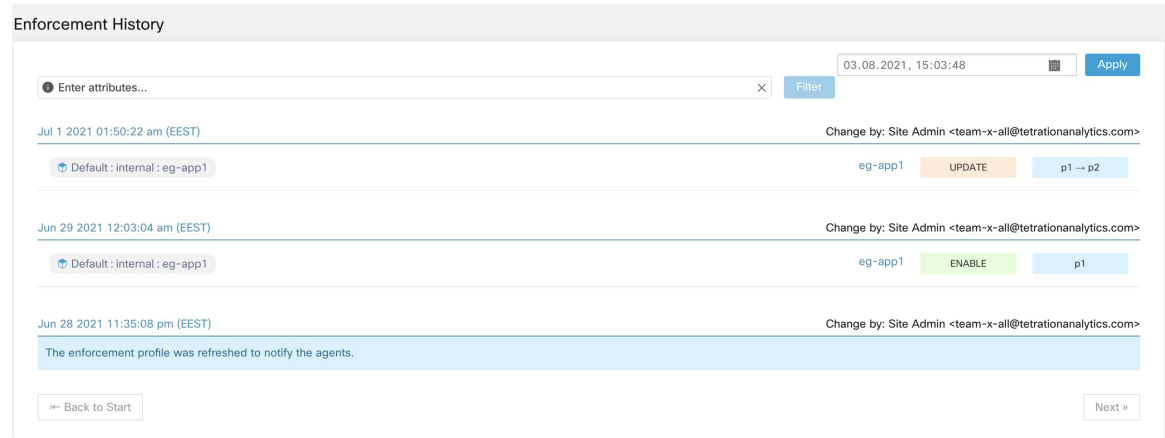 Enforcement History
03.08.2021, 15:03:48
Apply
Enter attributes...
Filter
Jul 1 2021 01:50:22 am (EEST)
Change by: Site Admin <team-x-all@tetrationanalytics.com>
Default : internal : eg-app1
eg-app1
UPDATE
p1 → p2
Jun 29 2021 12:03:04 am (EEST)
Change by: Site Admin <team-x-all@tetrationanalytics.com>
Default : internal : eg-app1
eg-app1
ENABLE
p1
Jun 28 2021 11:35:08 pm (EEST)
Change by: Site Admin <team-x-all@tetrationanalytics.com>
The enforcement profile was refreshed to notify the agents.
Back to Start
Next »